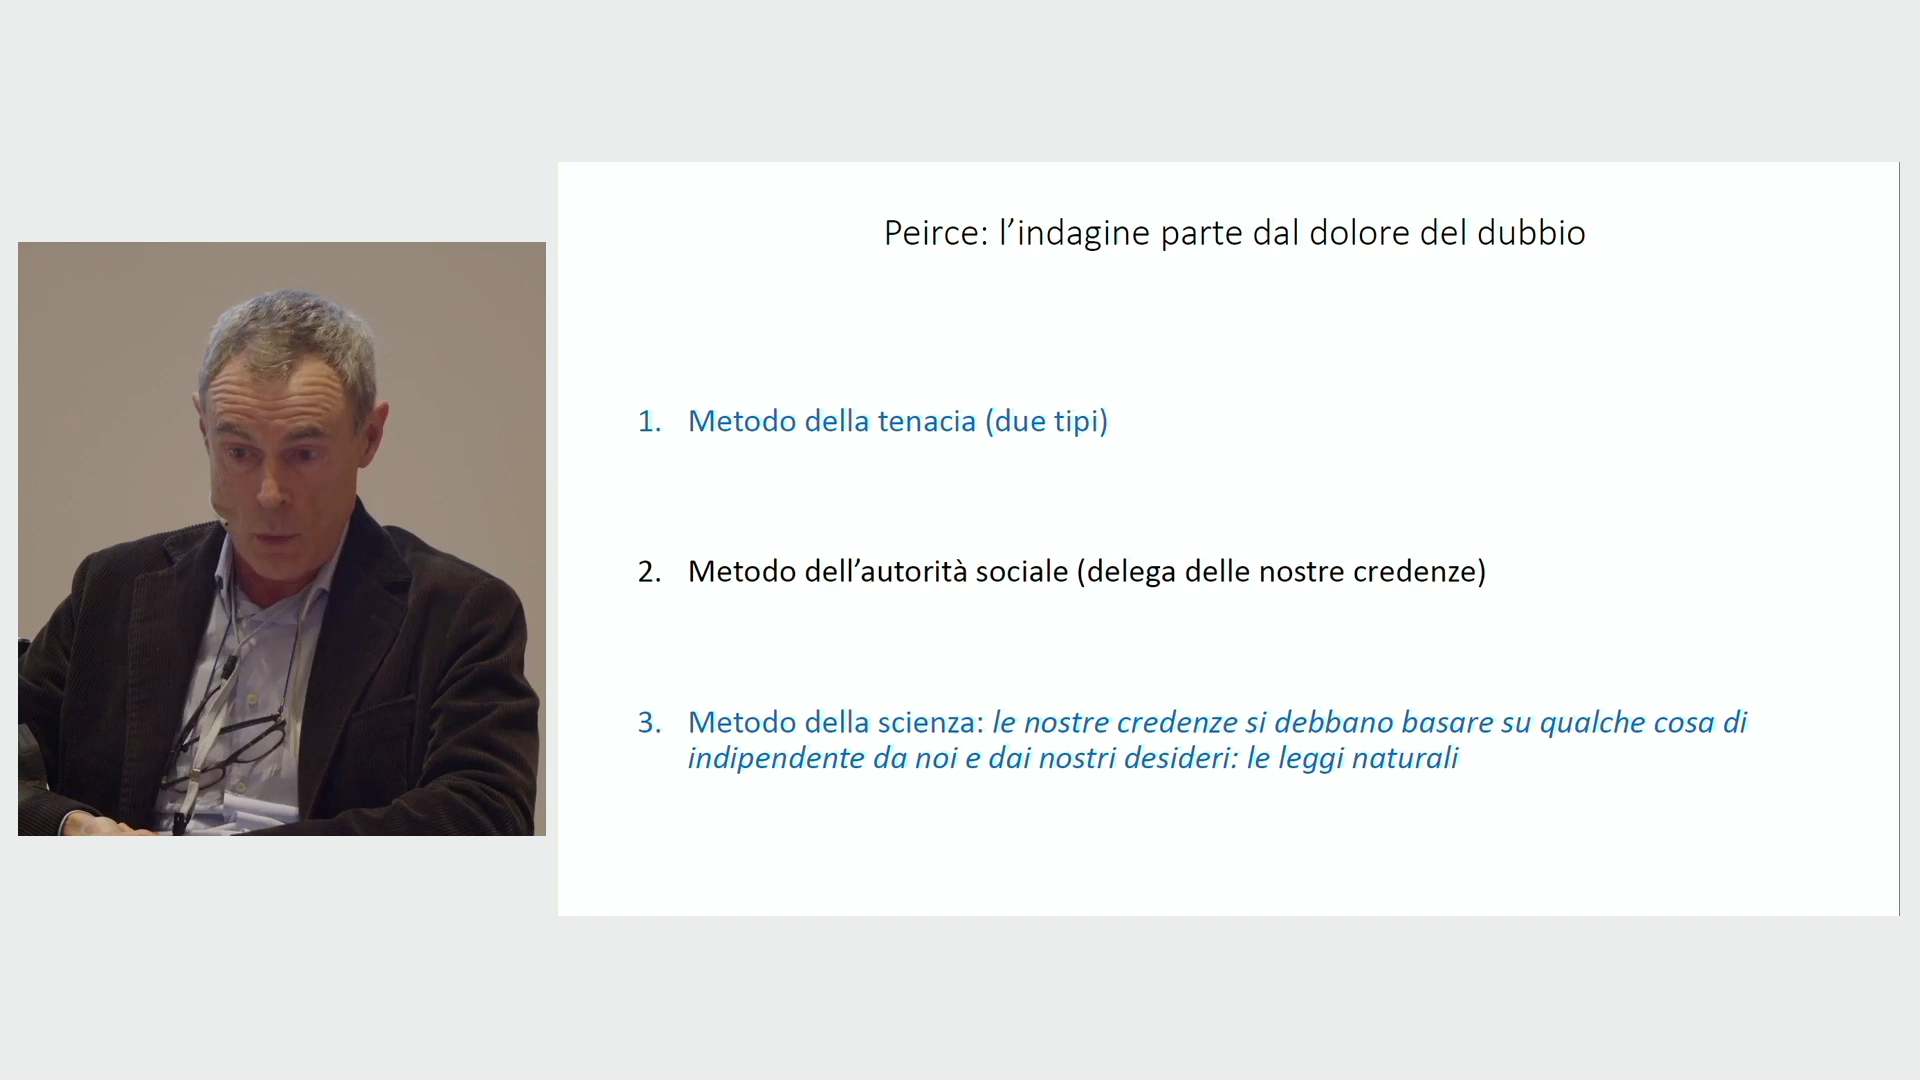 Peirce: l’indagine parte dal dolore del dubbio
1. Metodo della tenacia (due tipi)
2. Metodo dell’autorità sociale (delega delle nostre credenze)
3. Metodo della scienza: le nostre credenze si debbano basare su qualche cosa di
indipendente da noi e dai nostri desideri: le leggi naturali